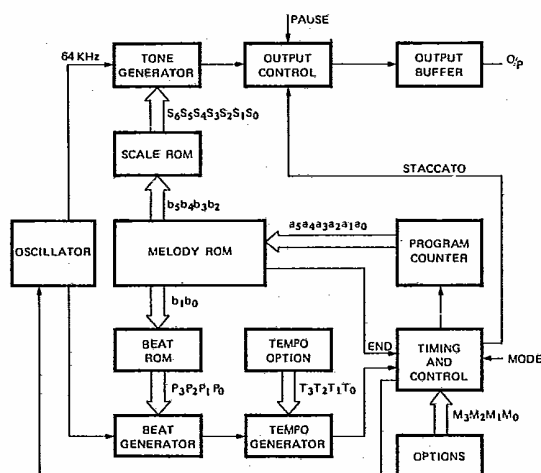 PAUSE
64 KHz
TONE
GENERATOR
OUTPUT
CONTROL
OUTPUT
BUFFER
O/P
S6S5S4S3S2S1S0
SCALE ROM
STACCATO
b5b4b3b2
a5a4a3a2a1a0
OSCILLATOR
MELODY ROM
PROGRAM
COUNTER
b1b0
BEAT
ROM
TEMPO
OPTION
END
TIMING
AND
CONTROL
MODE
P3P2P1P0
T3T2T1T0
M3M2M1M0
BEAT
GENERATOR
TEMPO
GENERATOR
OPTIONS